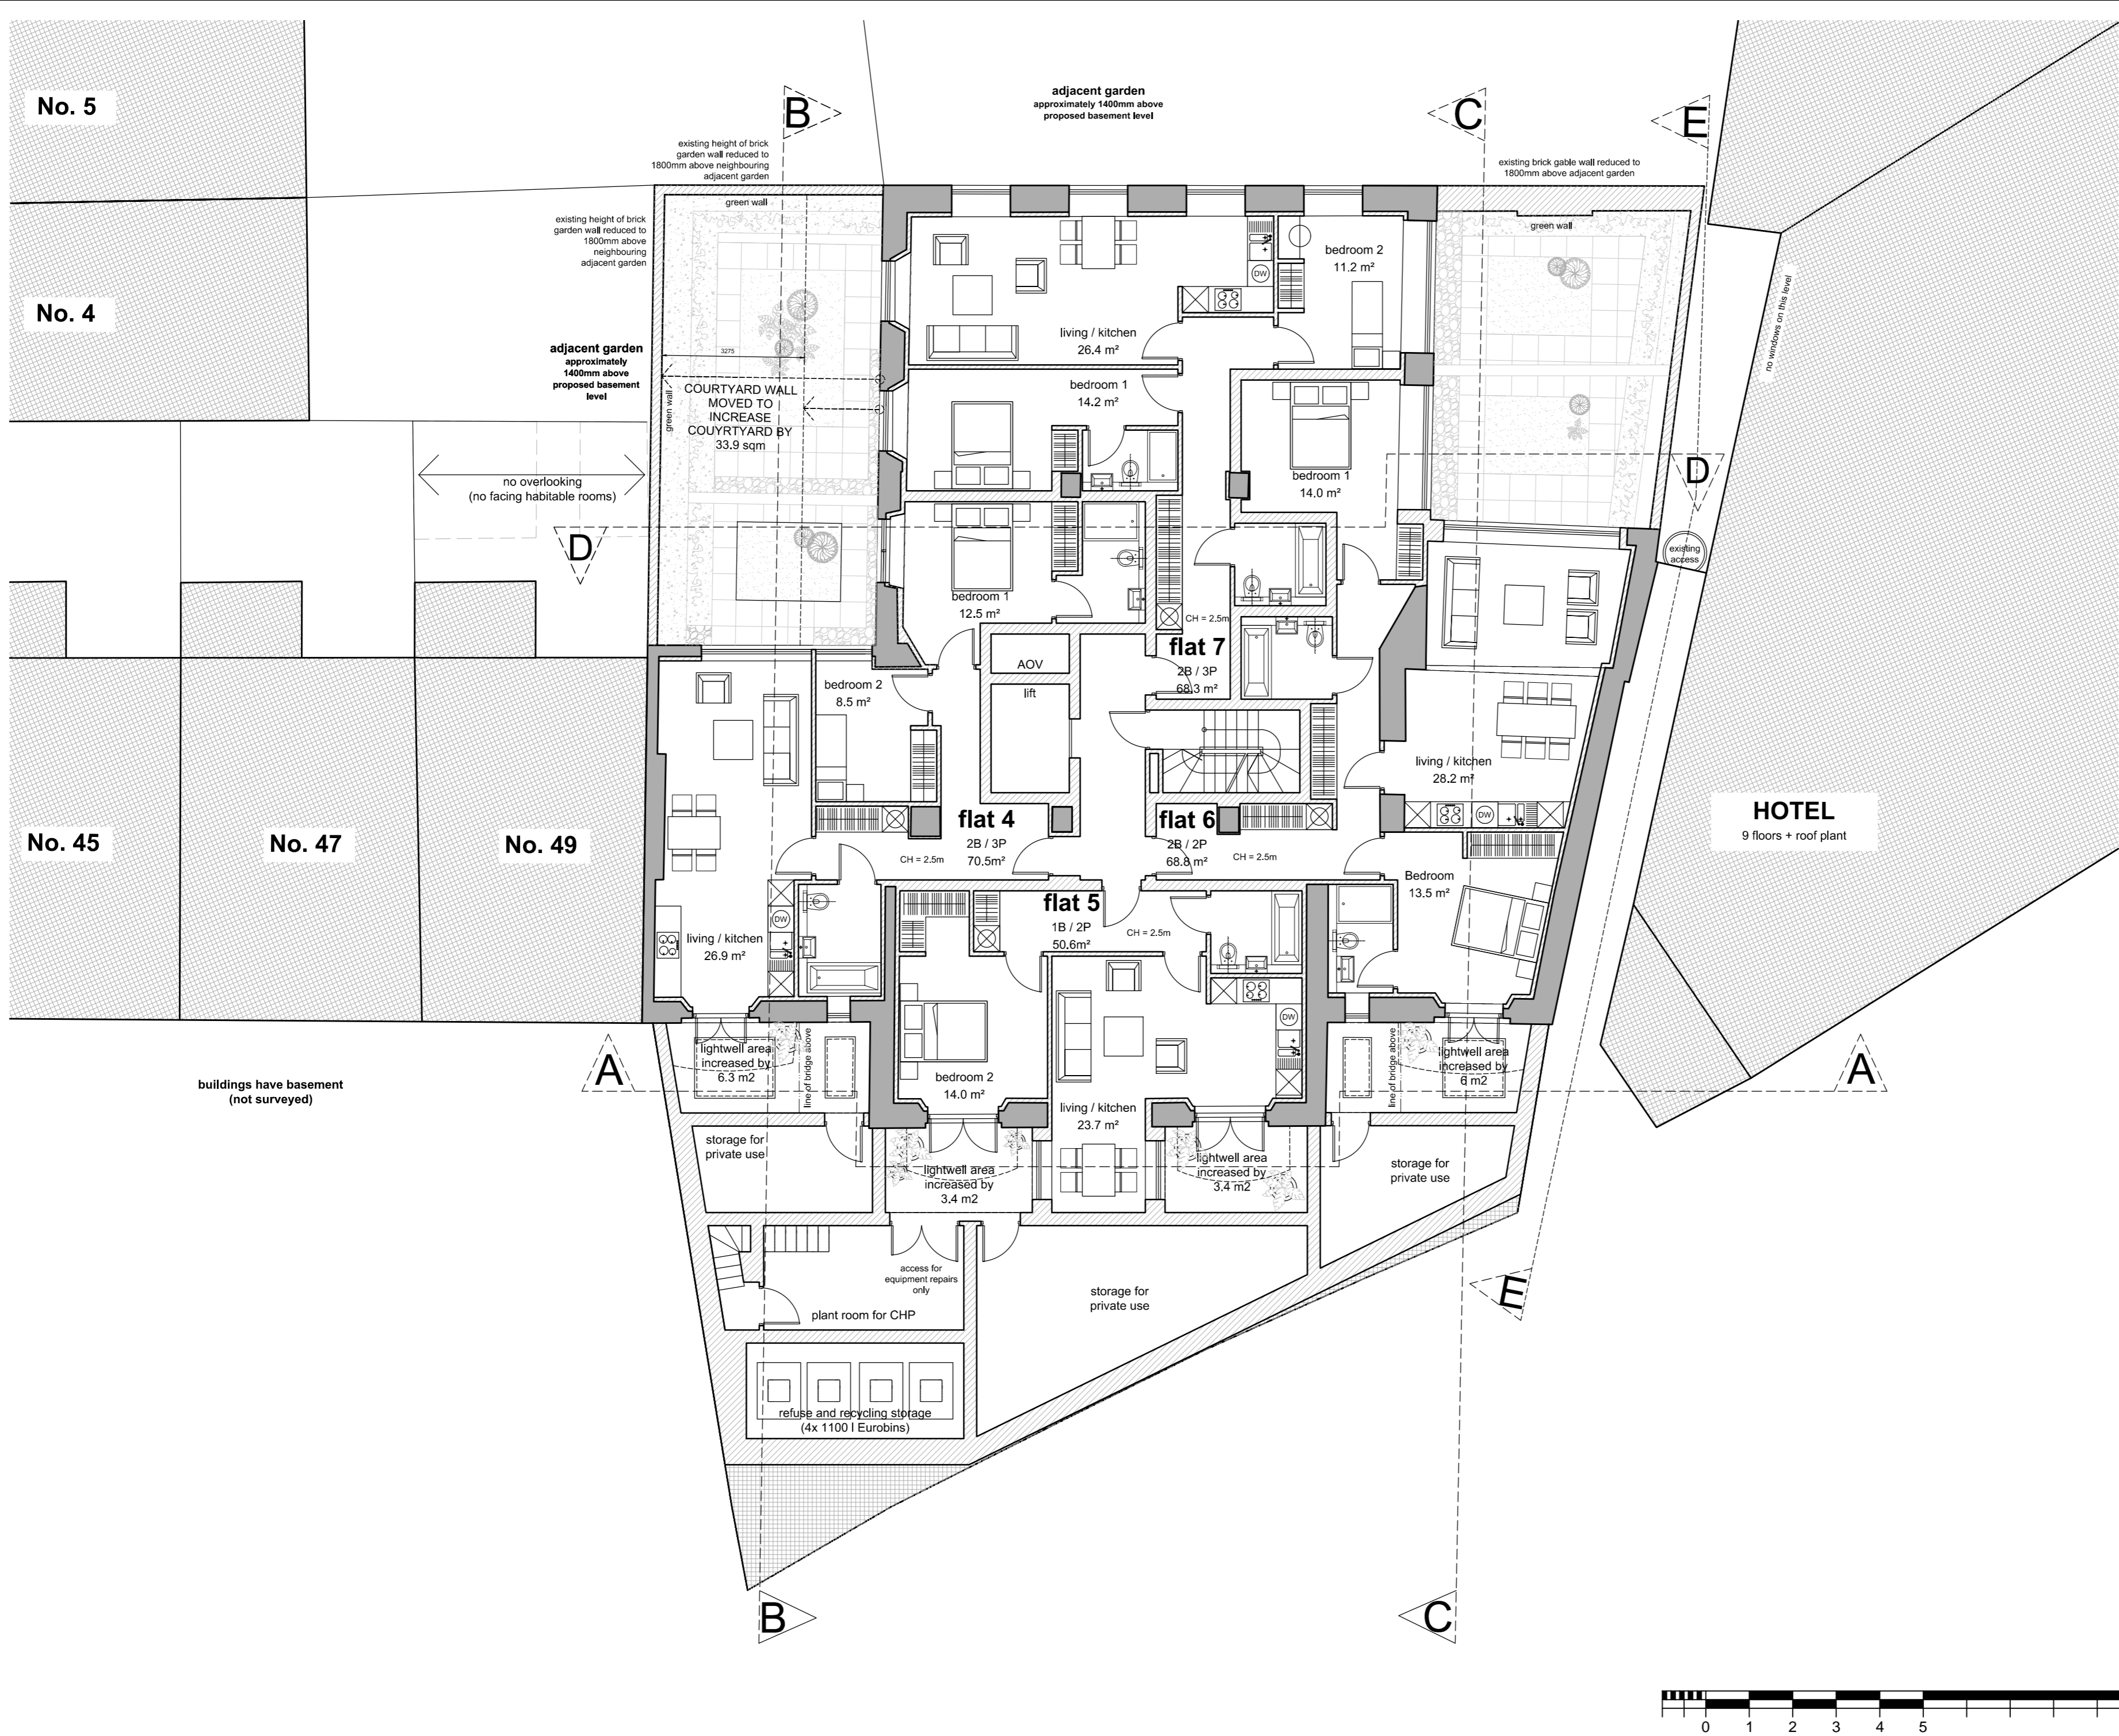 No. 5
B
adjacent garden
approximately 1400mm above
proposed basement level
C
E
existing height of brick
garden wall reduced to
1800mm above neighbouring
adjacent garden
existing brick gable wall reduced to
1800mm above adjacent garden
green wall
existing height of brick
garden wall reduced to
1800mm above
neighbouring
adjacent garden
green wall
bedroom 2
11.2 m²
DW
no windows on this level
No. 4
living / kitchen
26.4 m²
adjacent garden
approximately
1400mm above
proposed basement
level
3275
green wall
COURTYARD WALL
MOVED TO
INCREASE
COUYRTYARD BY
33.9 sqm
bedroom 1
14.2 m²
no overlooking
(no facing habitable rooms)
bedroom 1
14.0 m²
D
D
existing
access
bedroom 1
12.5 m²
CH = 2.5m
flat 7
2B / 3P
68.3 m²
AOV
lift
bedroom 2
8.5 m²
living / kitchen
28.2 m²
DW
No. 45
No. 47
No. 49
flat 4
2B / 3P
70.5m²
CH = 2.5m
flat 6
2B / 2P
68.8 m²
CH = 2.5m
HOTEL
9 floors + roof plant
Bedroom
13.5 m²
flat 5
1B / 2P
50.6m²
CH = 2.5m
DW
living / kitchen
26.9 m²
DW
lightwell area
increased by
6.3 m2
line of bridge above
line of bridge above
lightwell area
increased by
6 m2
A
A
buildings have basement
(not surveyed)
bedroom 2
14.0 m²
living / kitchen
23.7 m²
storage for
private use
lightwell area
increased by
3.4 m2
lightwell area
increased by
3.4 m2
storage for
private use
access for
equipment repairs
only
plant room for CHP
storage for
private use
E
refuse and recycling storage
(4x 1100 l Eurobins)
B
C
0 1 2 3 4 5